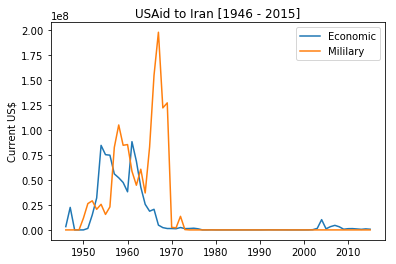 USAid to Iran [1946 - 2015]
1e8
2.00
1.75
1.50
1.25
1.00
0.75
0.50
0.25
0.00
Current US$
Economic
Mililary
1950 1960 1970 1980 1990 2000 2010